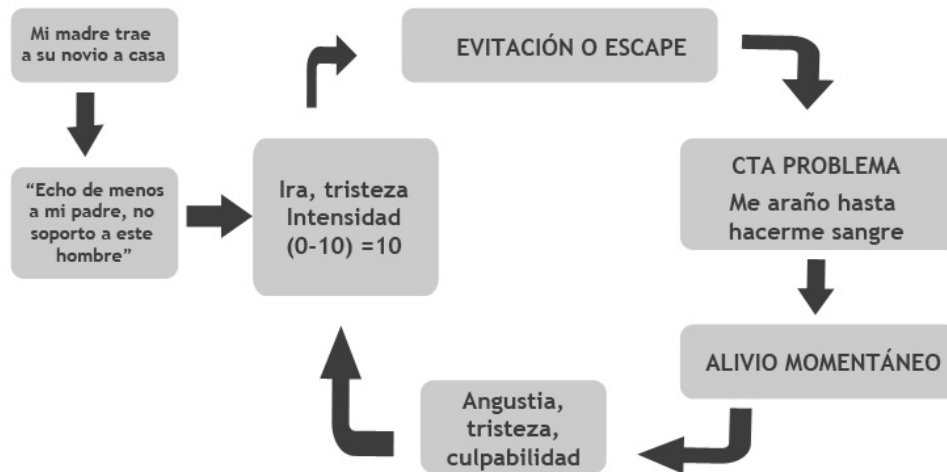 Mi madre trae
a su novio a casa
“Echo de menos
a mi padre, no
soporto a este
hombre”
Ira, tristeza
Intensidad
(0-10) =10
EVITACIÓN O ESCAPE
CTA PROBLEMA
Me araño hasta
hacerme sangre
ALIVIO MOMENTÁNEO
Angustia,
tristeza,
culpabilidad